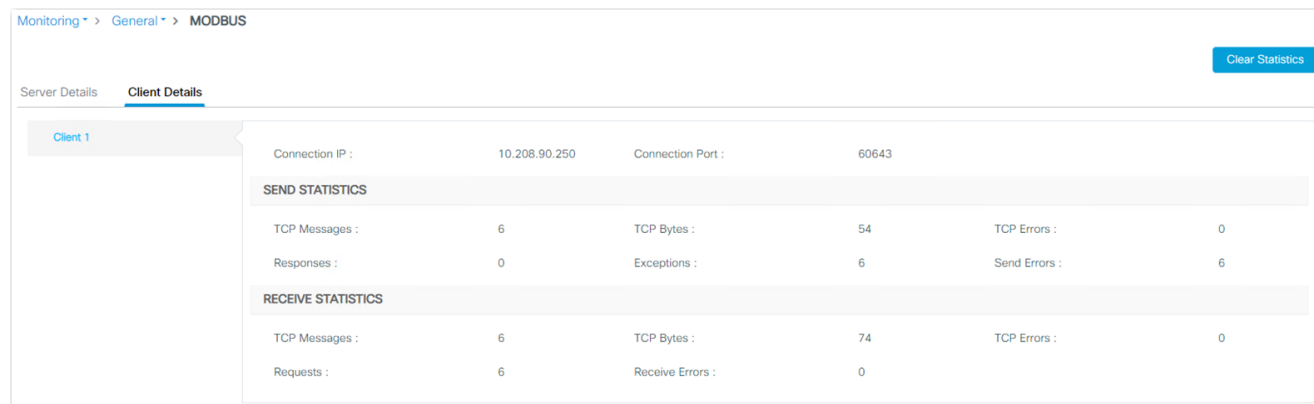 Monitoring > General > MODBUS
Clear Statistics
Server Details Client Details
Client 1
Connection IP : 10.208.90.250 Connection Port : 60643
SEND STATISTICS
TCP Messages : 6 TCP Bytes : 54 TCP Errors : 0
Responses : 0 Exceptions : 6 Send Errors : 6
RECEIVE STATISTICS
TCP Messages : 6 TCP Bytes : 74 TCP Errors : 0
Requests : 6 Receive Errors : 0